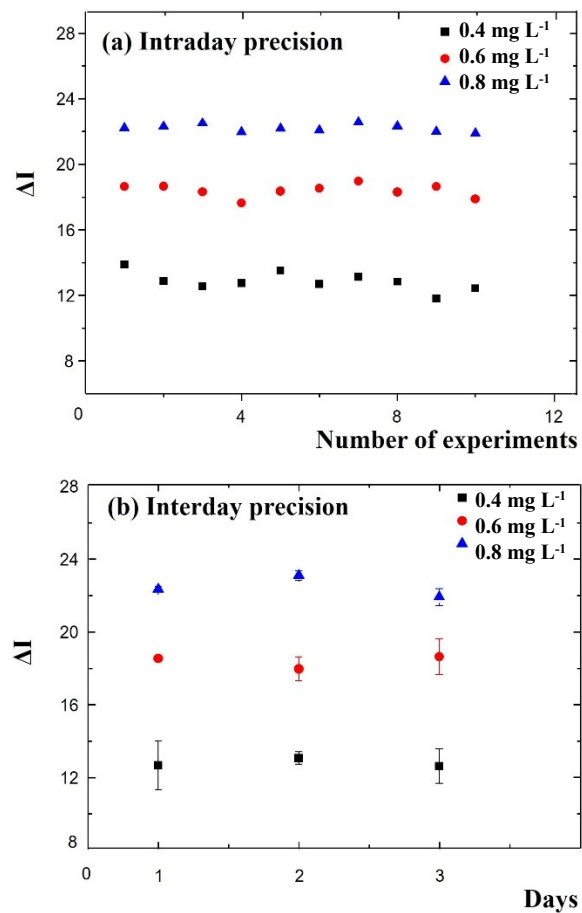 (a) Intraday precision
0.4 mg L-1
0.6 mg L-1
0.8 mg L-1
28
24
20
16
12
8
ΔI
0 4 8 12
Number of experiments
(b) Interday precision
0.4 mg L-1
0.6 mg L-1
0.8 mg L-1
28
24
20
16
12
8
ΔI
0 1 2 3
Days